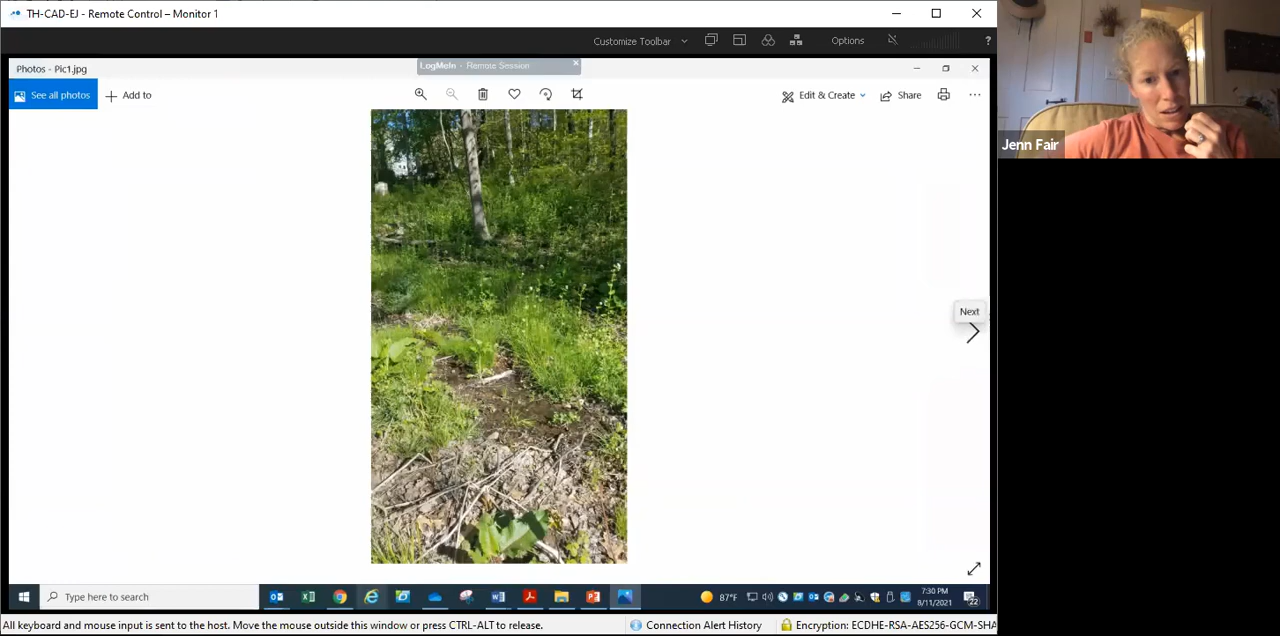 TH-CAD-EJ - Remote Control – Monitor 1
Customize Toolbar
Options
?
Photos - Pic1.jpg
LogMeIn - Remote Session
See all photos
Add to
Edit & Create
Share
Jenn Fair
Next
Type here to search
87°F
7:30 PM
8/11/2021
22
All keyboard and mouse input is sent to the host. Move the mouse outside this window or press CTRL-ALT to release.
Connection Alert History
Encryption: ECDHE-RSA-AES256-GCM-SHA